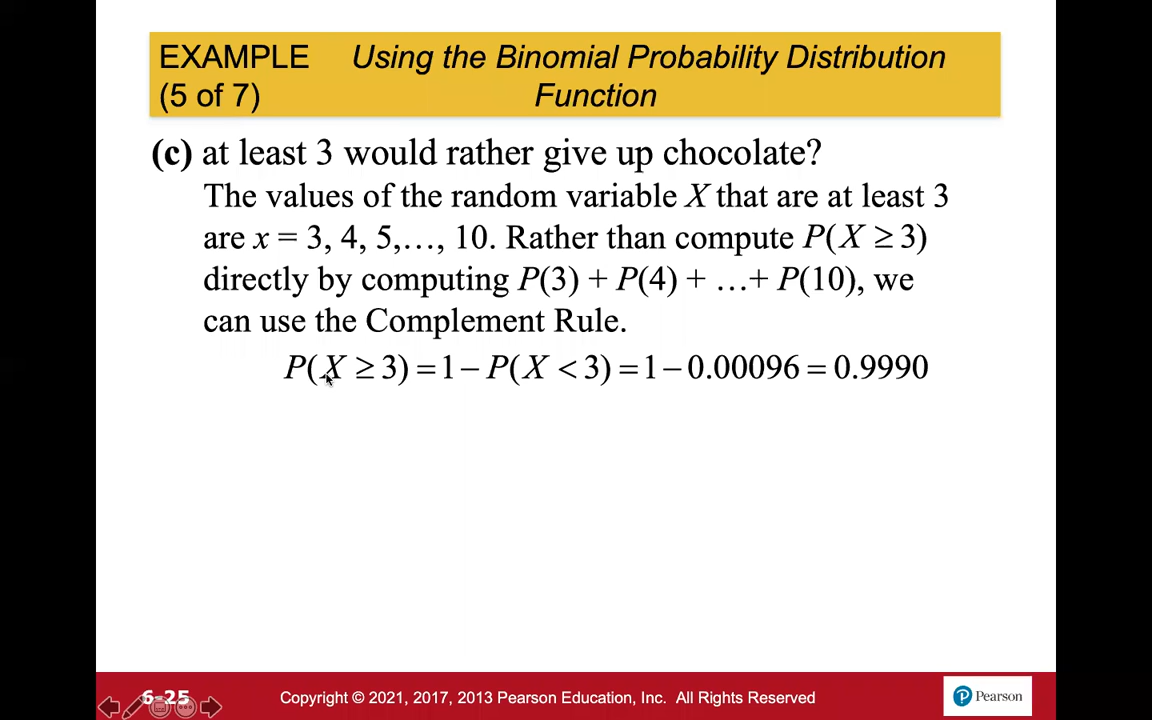 EXAMPLE Using the Binomial Probability Distribution
(5 of 7) Function
(c) at least 3 would rather give up chocolate?
The values of the random variable X that are at least 3
are x = 3, 4, 5,…, 10. Rather than compute P(X ≥ 3)
directly by computing P(3) + P(4) + …+ P(10), we
can use the Complement Rule.
P(X ≥ 3) = 1 − P(X < 3) = 1 − 0.00096 = 0.9990
6-25 Copyright © 2021, 2017, 2013 Pearson Education, Inc. All Rights Reserved P Pearson